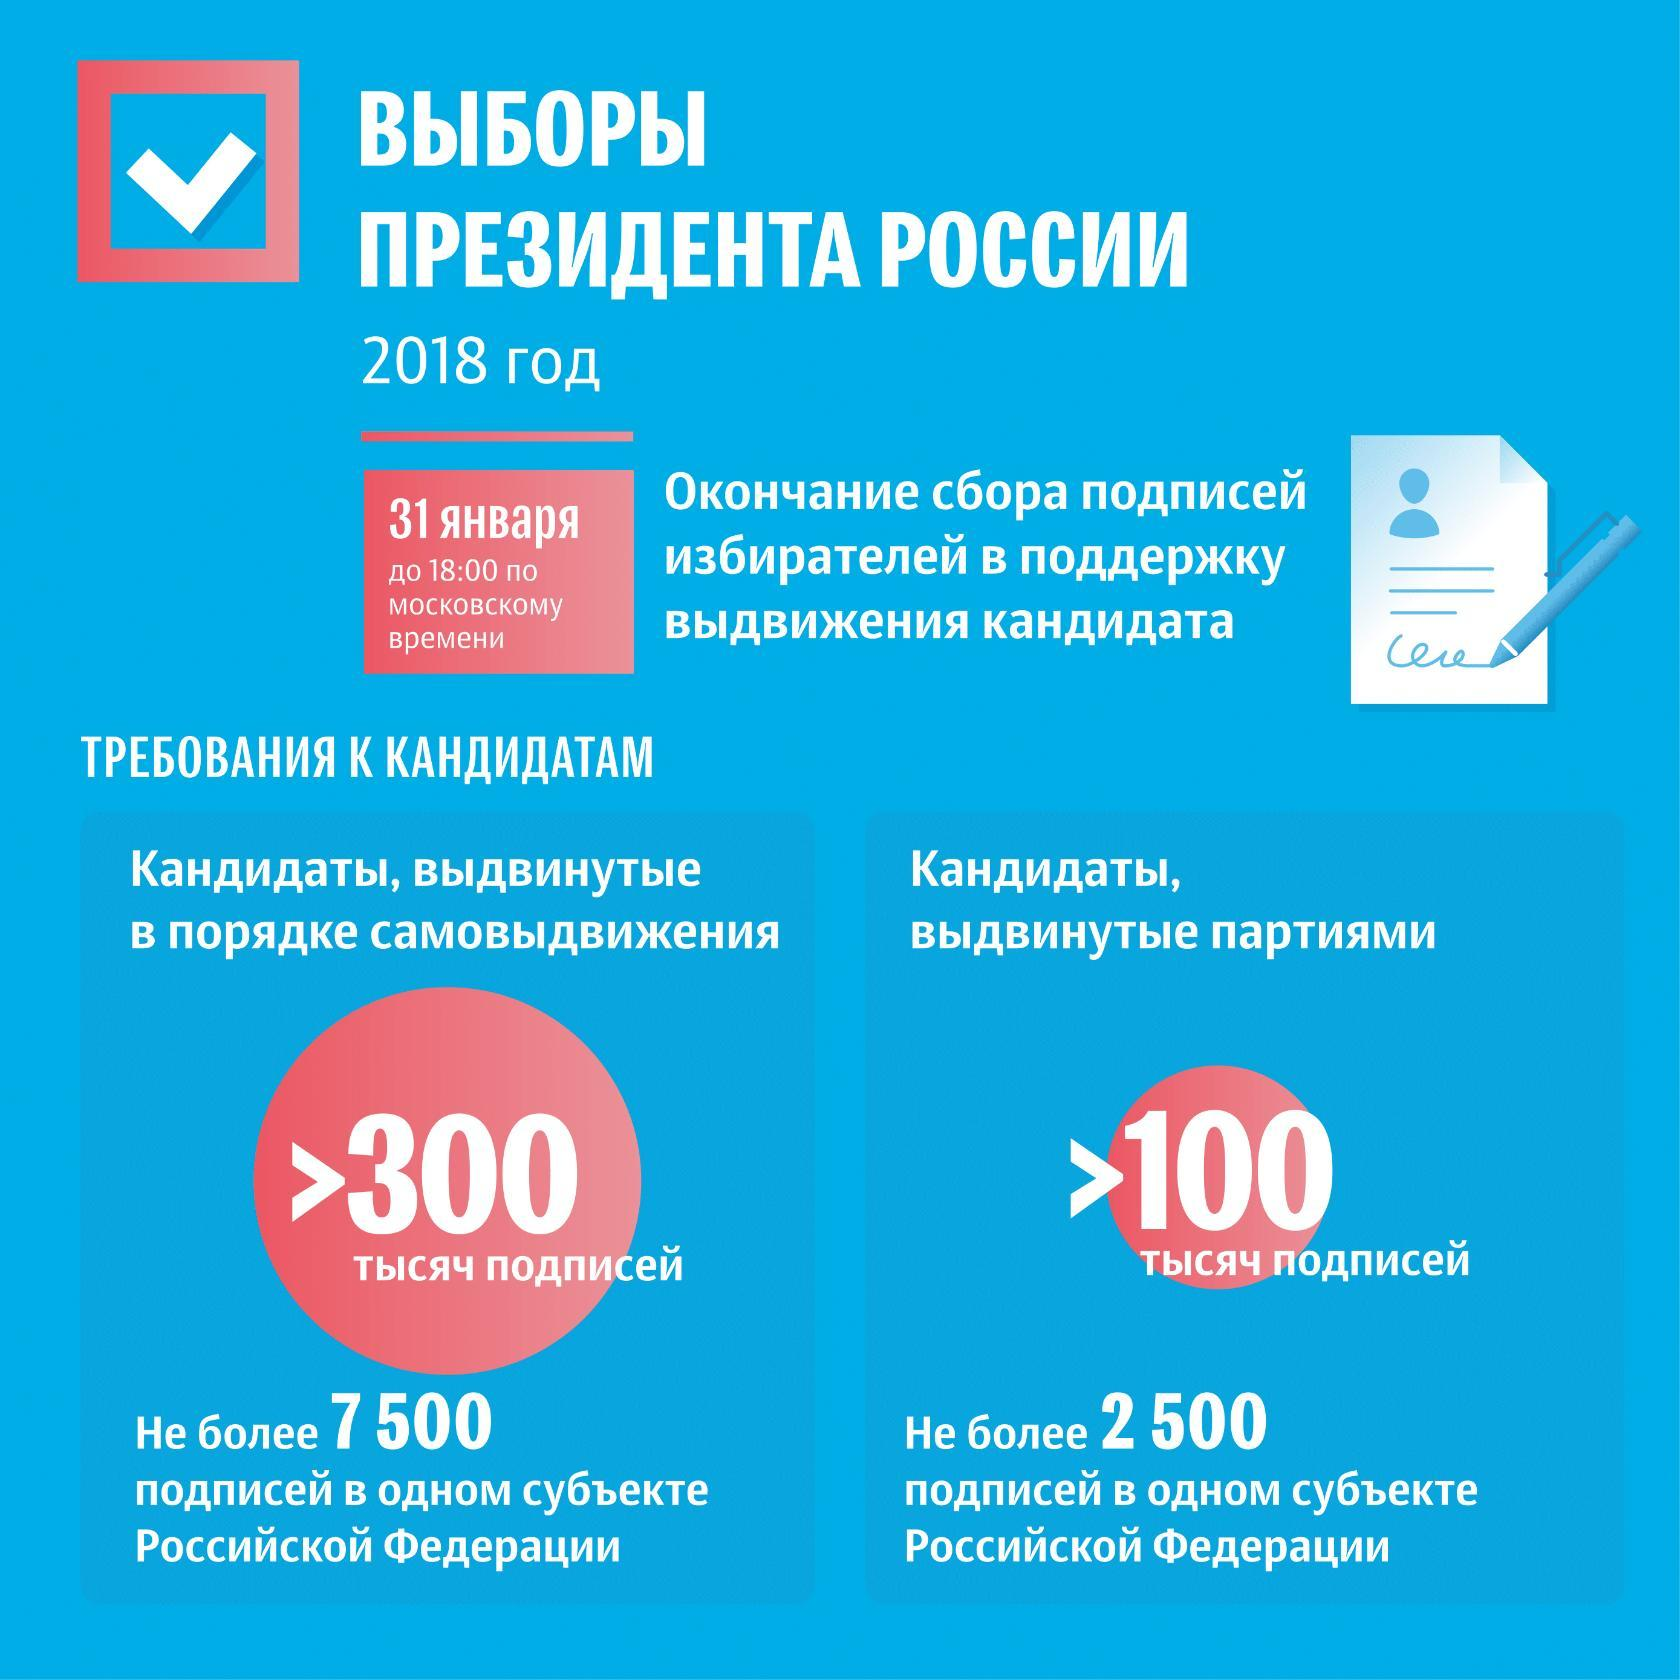 ВЫБОРЫ
ПРЕЗИДЕНТА РОССИИ
2018 год
31 января
до 18:00 по
московскому
времени
Окончание сбора подписей
избирателей в поддержку
выдвижения кандидата
ТРЕБОВАНИЯ К КАНДИДАТАМ
Кандидаты, выдвинутые
в порядке самовыдвижения
>300
тысяч подписей
Не более 7 500
подписей в одном субъекте
Российской Федерации
Кандидаты,
выдвинутые партиями
>100
тысяч подписей
Не более 2 500
подписей в одном субъекте
Российской Федерации